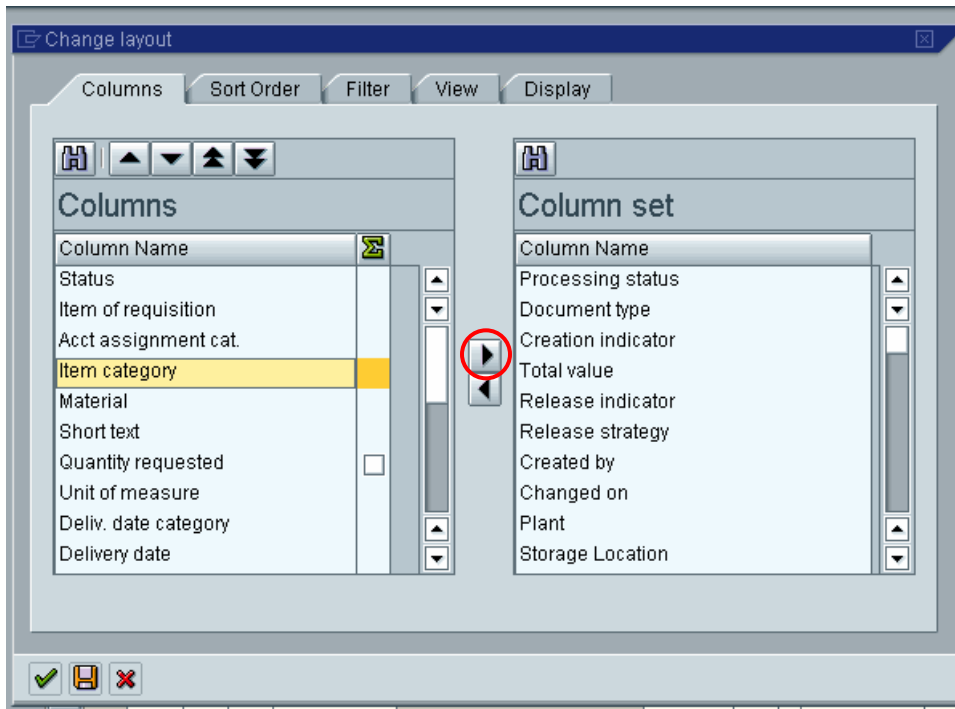 Change layout
Columns Sort Order Filter View Display
Columns
Column Name
Status
Item of requisition
Acct assignment cat.
Item category
Material
Short text
Quantity requested
Unit of measure
Deliv. date category
Delivery date
Column set
Column Name
Processing status
Document type
Creation indicator
Total value
Release indicator
Release strategy
Created by
Changed on
Plant
Storage Location